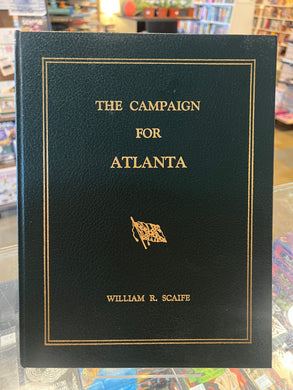 THE CAMPAIGN
FOR
ATLANTA
WILLIAM R. SCAIFE